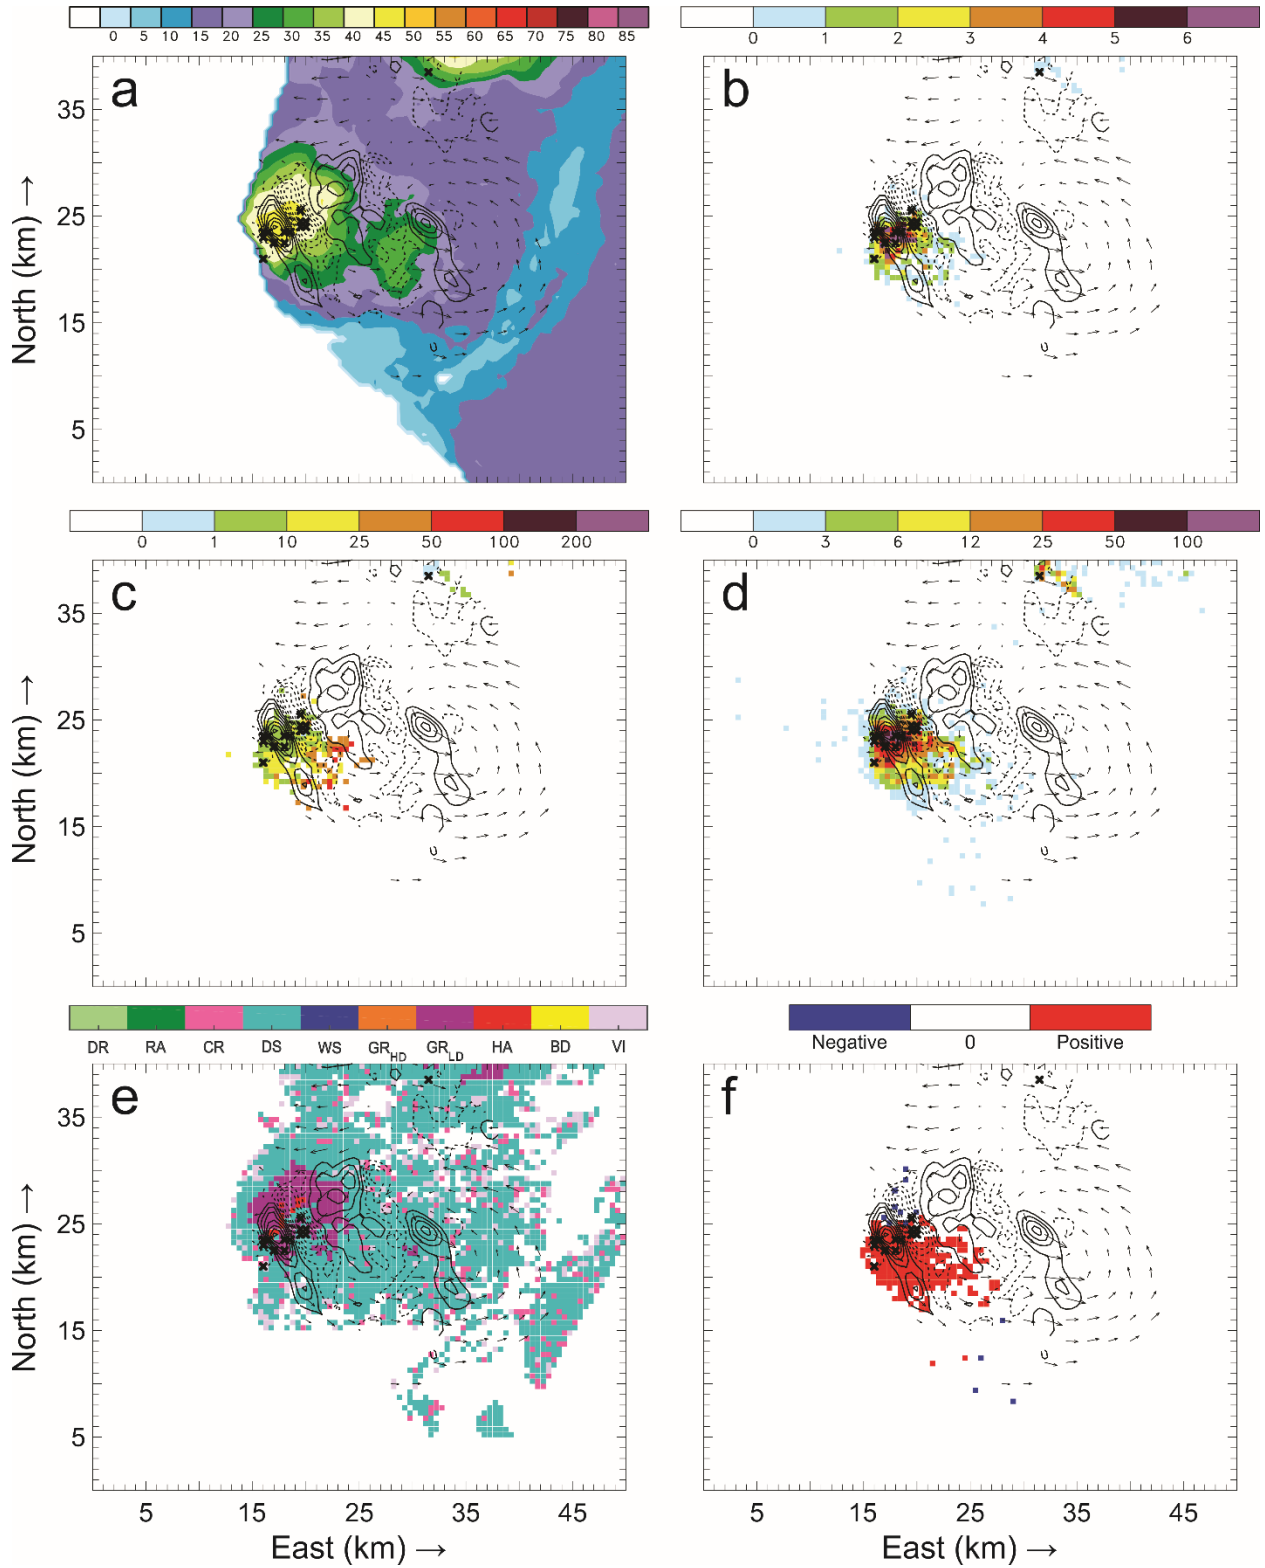 0 5 10 15 20 25 30 35 40 45 50 55 60 65 70 75 80 85
0 1 2 3 4 5 6
a
b
35
25
15
5
North (km) →
0 1 10 25 50 100 200
0 3 6 12 25 50 100
c
d
35
25
15
5
North (km) →
DR RA CR DS WS GR HD GR LD HA BD VI
Negative 0 Positive
e
f
35
25
15
5
North (km) →
5 15 25 35 45
5 15 25 35 45
East (km) →
East (km) →